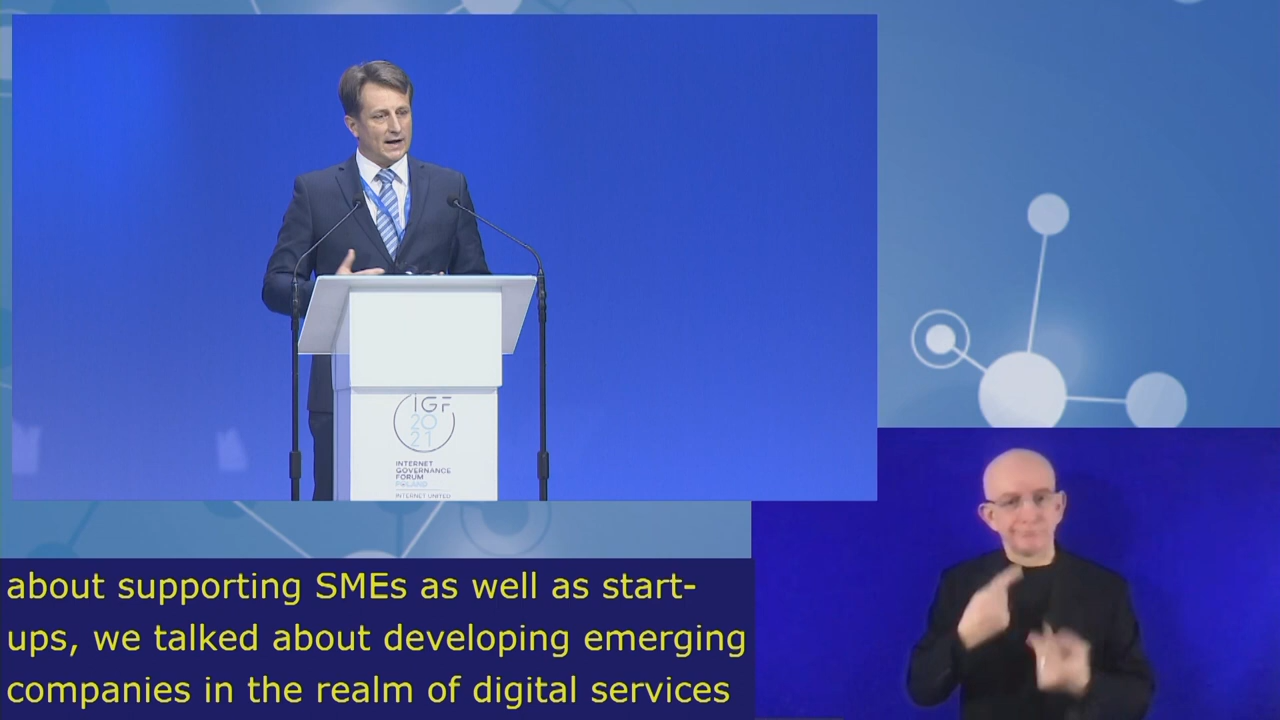 IGF
20
21
INTERNET
GOVERNANCE
FORUM
POLAND
INTERNET UNITED
about supporting SMEs as well as start-
ups, we talked about developing emerging
companies in the realm of digital services